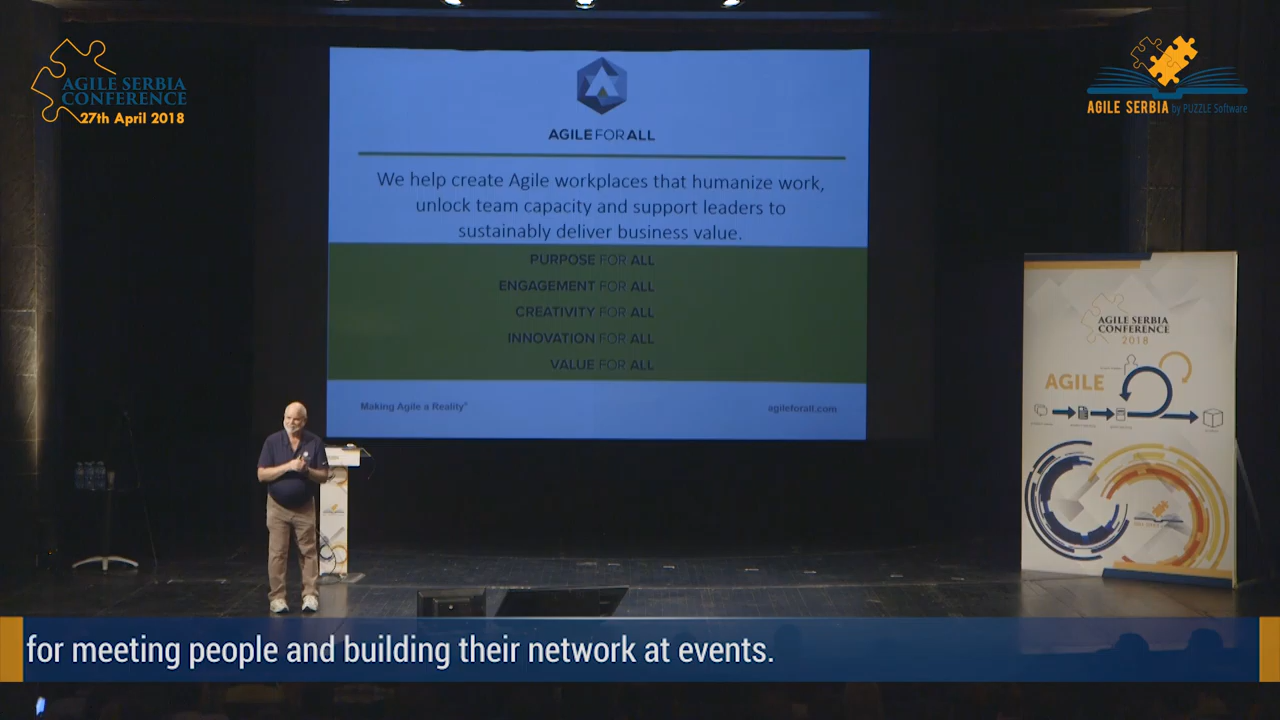 AGILE SERBIA
CONFERENCE
27th April 2018
AGILE SERBIA by PUZZLE Software
AGILEFORALL
We help create Agile workplaces that humanize work,
unlock team capacity and support leaders to
sustainably deliver business value.
PURPOSE FOR ALL
ENGAGEMENT FOR ALL
CREATIVITY FOR ALL
INNOVATION FOR ALL
VALUE FOR ALL
Making Agile a Reality®
agileforall.com
AGILE SERBIA
CONFERENCE
2018
AGILE
for meeting people and building their network at events.